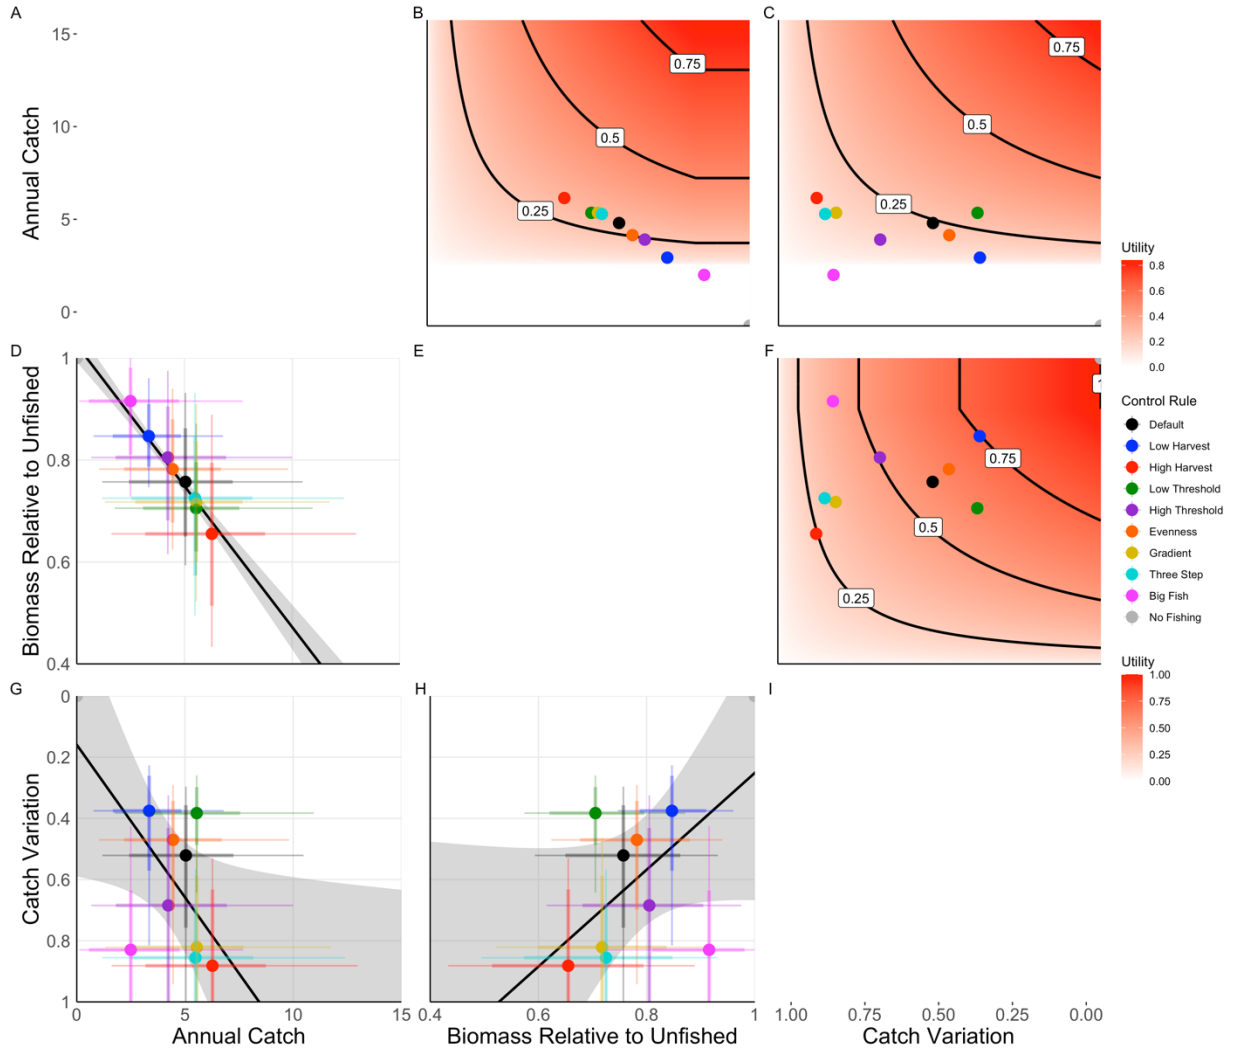 A
B
C
15
10
5
0
Annual Catch
0.75
0.5
0.25
0.75
0.5
0.25
Utility
0.8
0.6
0.4
0.2
0.0
D
E
F
1
0.8
0.6
0.4
Biomass Relative to Unfished
0.75
0.5
0.25
Control Rule
Default
Low Harvest
High Harvest
Low Threshold
High Threshold
Evenness
Gradient
Three Step
Big Fish
No Fishing
Utility
1.00
0.75
0.50
0.25
0.00
G
H
I
0
0.2
0.4
0.6
0.8
1
Catch Variation
0
5
10
15
Annual Catch
0.4
0.6
0.8
1
Biomass Relative to Unfished
1.00
0.75
0.50
0.25
0.00
Catch Variation